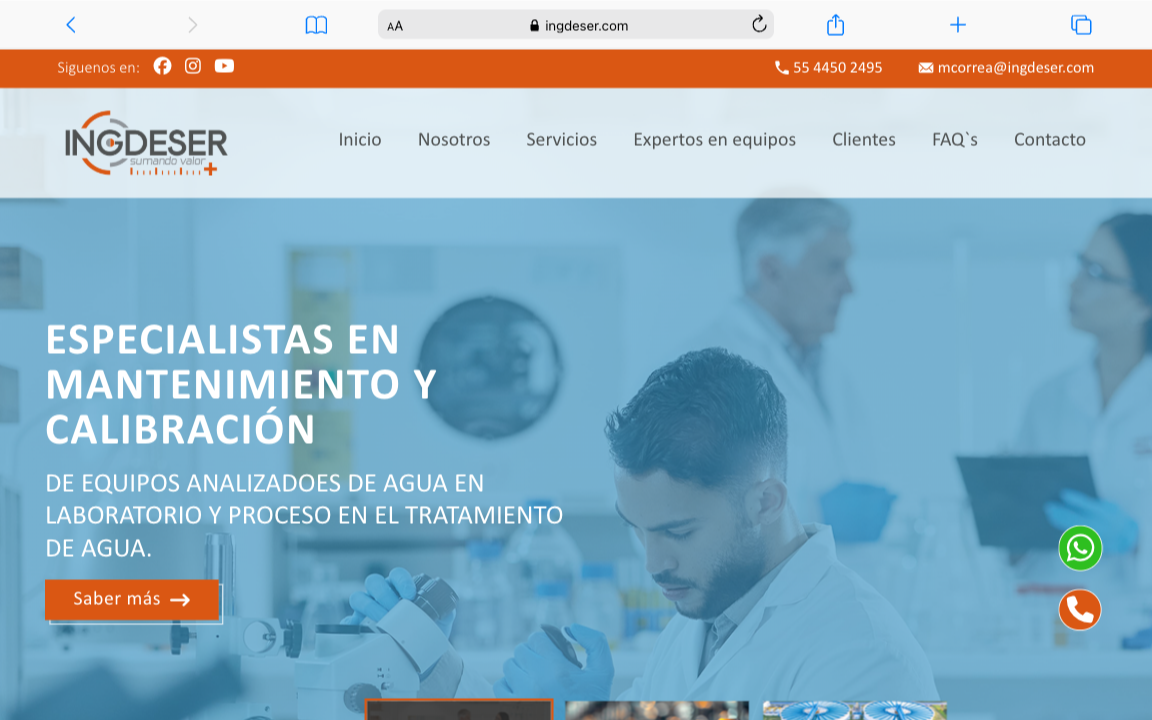 AA
ingdeser.com
Siguenos en:
55 4450 2495
mcorrea@ingdeser.com
INGDESER
sumando valor
Inicio
Nosotros
Servicios
Expertos en equipos
Clientes
FAQ`s
Contacto
ESPECIALISTAS EN
MANTENIMIENTO Y
CALIBRACIÓN
DE EQUIPOS ANALIZADOES DE AGUA EN
LABORATORIO Y PROCESO EN EL TRATAMIENTO
DE AGUA.
Saber más